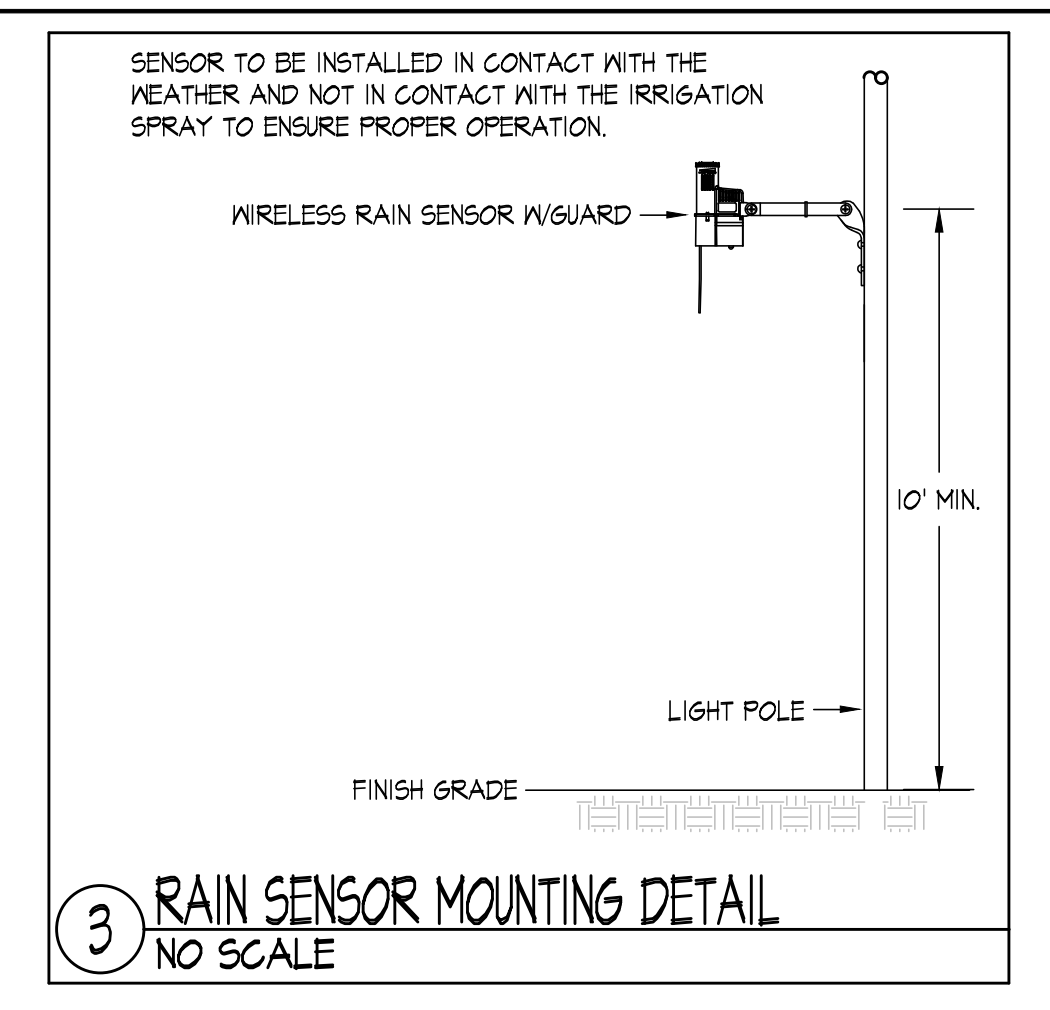 SENSOR TO BE INSTALLED IN CONTACT WITH THE
WEATHER AND NOT IN CONTACT WITH THE IRRIGATION
SPRAY TO ENSURE PROPER OPERATION.
WIRELESS RAIN SENSOR W/GUARD
10' MIN.
LIGHT POLE
FINISH GRADE
3
RAIN SENSOR MOUNTING DETAIL
NO SCALE